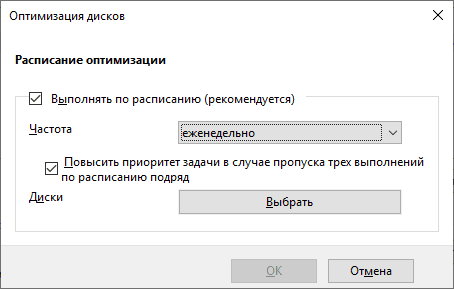 Оптимизация дисков
Расписание оптимизации
Выполнять по расписанию (рекомендуется)
Частота
еженедельно
Повысить приоритет задачи в случае пропуска трех выполнений
по расписанию подряд
Диски
Выбрать
ОК
Отмена